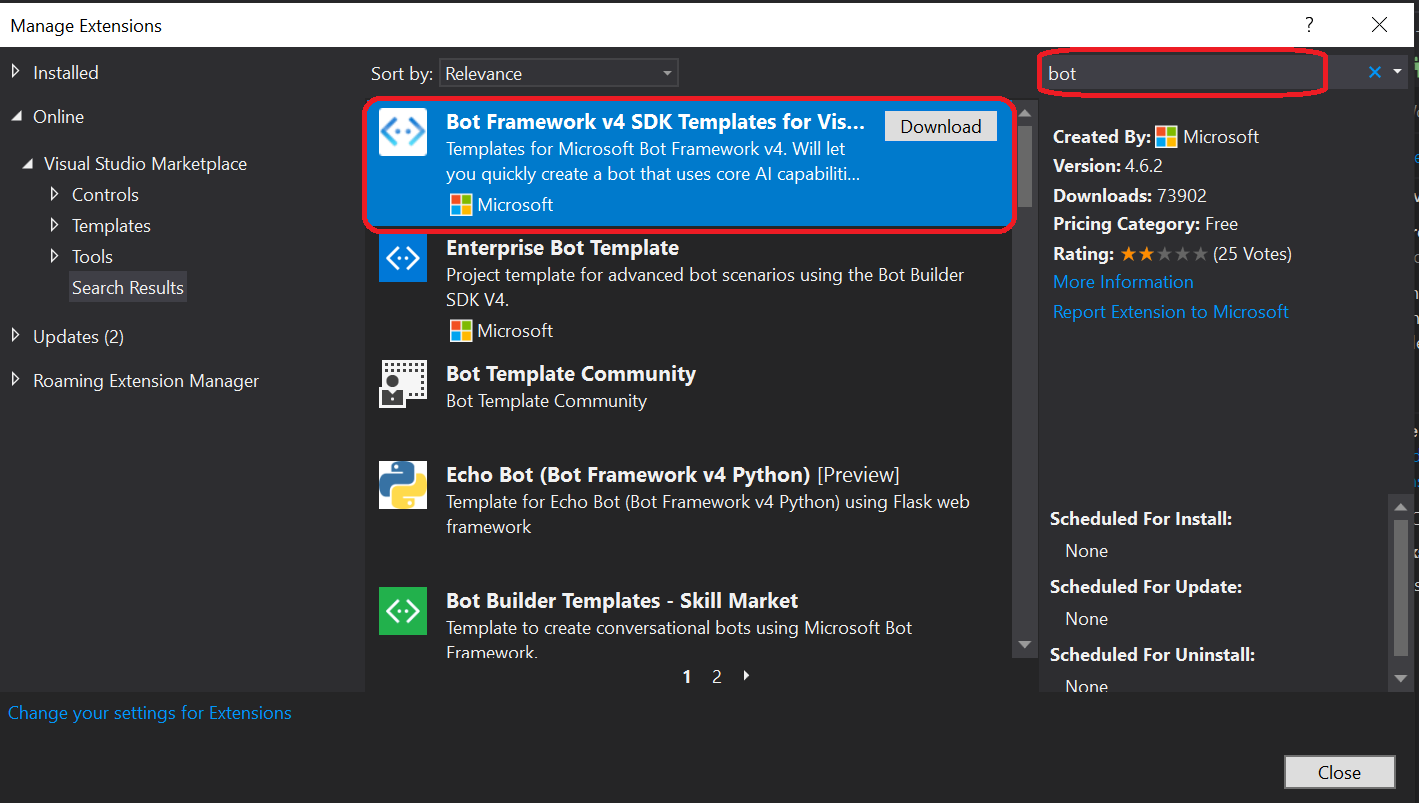 Manage Extensions
?
Installed
Online
Visual Studio Marketplace
Controls
Templates
Tools
Search Results
Updates (2)
Roaming Extension Manager
Sort by: Relevance
Bot Framework v4 SDK Templates for Vis...
Download
Templates for Microsoft Bot Framework v4. Will let
you quickly create a bot that uses core AI capabiliti...
Microsoft
Enterprise Bot Template
Project template for advanced bot scenarios using the Bot Builder
SDK V4.
Microsoft
Bot Template Community
Bot Template Community
Echo Bot (Bot Framework v4 Python) [Preview]
Template for Echo Bot (Bot Framework v4 Python) using Flask web
framework
Bot Builder Templates - Skill Market
Template to create conversational bots using Microsoft Bot
Framework.
1 2
bot
Created By: Microsoft
Version: 4.6.2
Downloads: 73902
Pricing Category: Free
Rating: (25 Votes)
More Information
Report Extension to Microsoft
Scheduled For Install:
None
Scheduled For Update:
None
Scheduled For Uninstall:
None
Change your settings for Extensions
Close